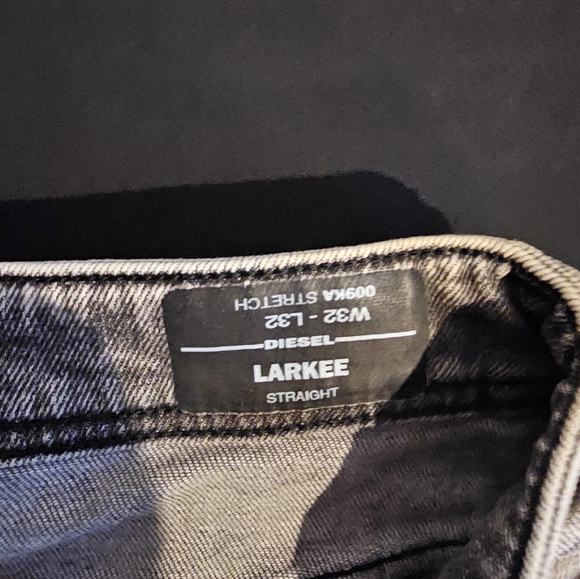 009KA STRETCH
W32 - L32
DIESEL
LARKEE
STRAIGHT